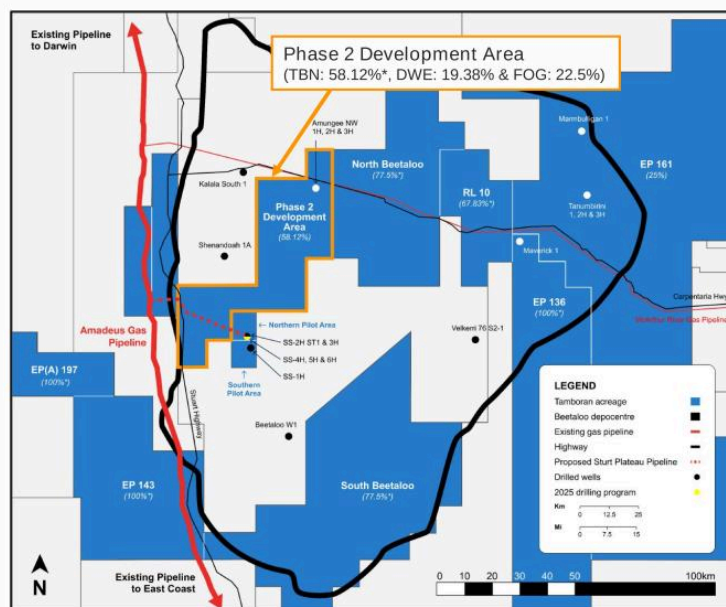 Existing Pipeline
to Darwin
Phase 2 Development Area
(TBN: 58.12%*, DWE: 19.38% & FOG: 22.5%)
Amungee NW
1H, 2H & 3H
Marmbulligan 1
Kalala South 1
North Beetaloo
(77.5%*)
RL 10
(67.83%*)
EP 161
(25%)
Phase 2
Development
Area
(58.12%)
Tanumbirini
1, 2H & 3H
Shenandoah 1A
Maverick 1
Carpentaria Hwy
McArthur River Gas Pipeline
EP 136
(100%*)
Amadeus Gas
Pipeline
← Northern Pilot Area
SS-2H ST1 & 3H
SS-4H, 5H & 6H
SS-1H
↑
Southern
Pilot Area
Velkerri 76 S2-1
EP(A) 197
(100%*)
Stuart Highway
Beetaloo W1
EP 143
(100%*)
South Beetaloo
(77.5%*)
LEGEND
Tamboran acreage
Beetaloo depocentre
Existing gas pipeline
Highway
Proposed Sturt Plateau Pipeline
Drilled wells
2025 drilling program
Km
0 12.5 25
Mi
0 7.5 15
N
Existing Pipeline
to East Coast
0 10 20 30 40 50 100km